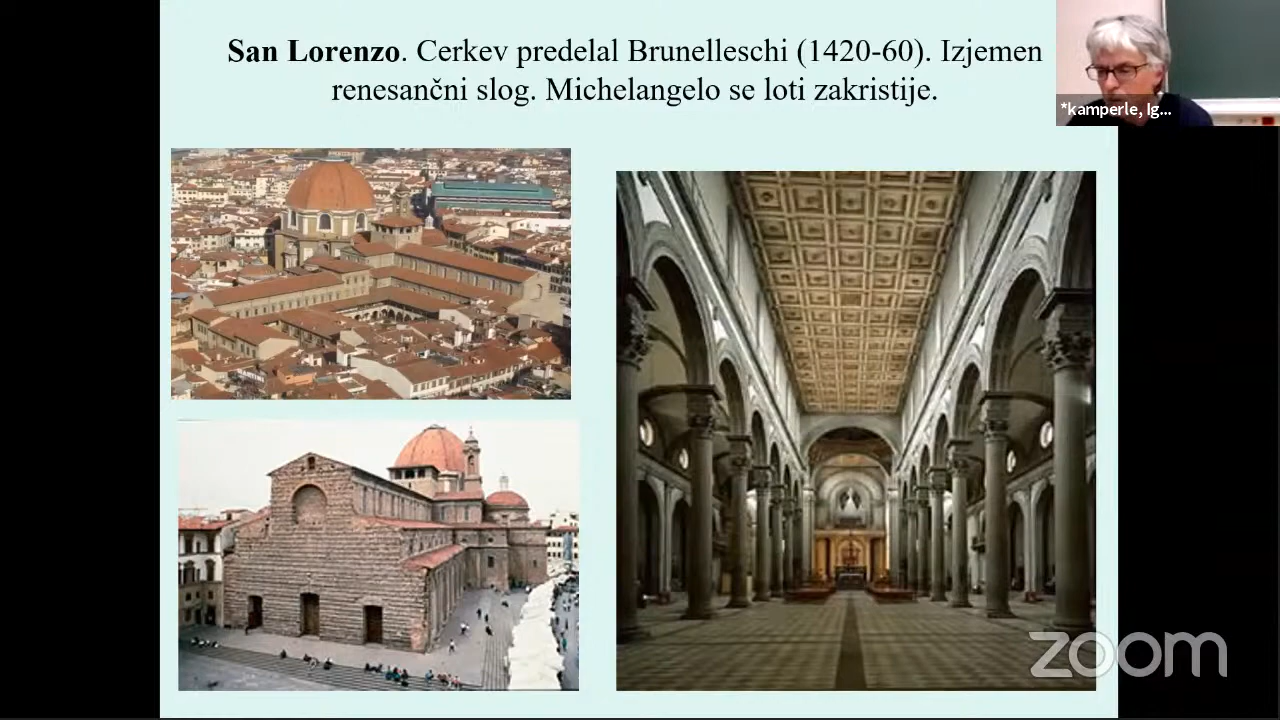 San Lorenzo. Cerkev predelal Brunelleschi (1420-60). Izjemen
renesančni slog. Michelangelo se loti zakristije.
*kamperle, Ig...
zoom